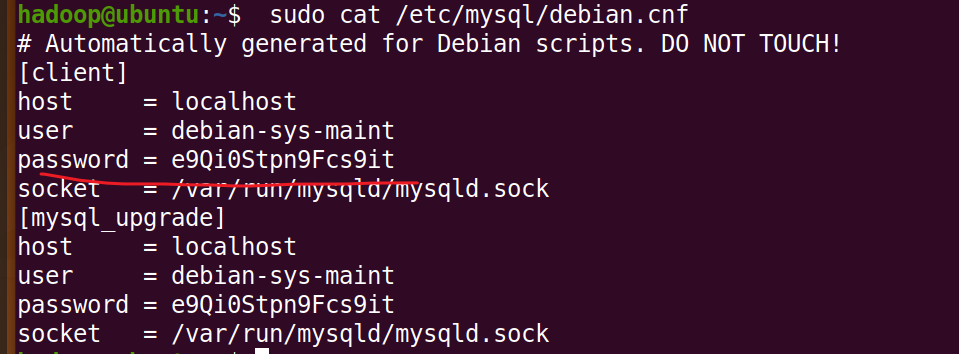 hadoop@ubuntu:~$  sudo cat /etc/mysql/debian.cnf
# Automatically generated for Debian scripts. DO NOT TOUCH!
[client]
host     = localhost
user     = debian-sys-maint
password = e9Qi0Stpn9Fcs9it
socket   = /var/run/mysqld/mysqld.sock
[mysql_upgrade]
host     = localhost
user     = debian-sys-maint
password = e9Qi0Stpn9Fcs9it
socket   = /var/run/mysqld/mysqld.sock